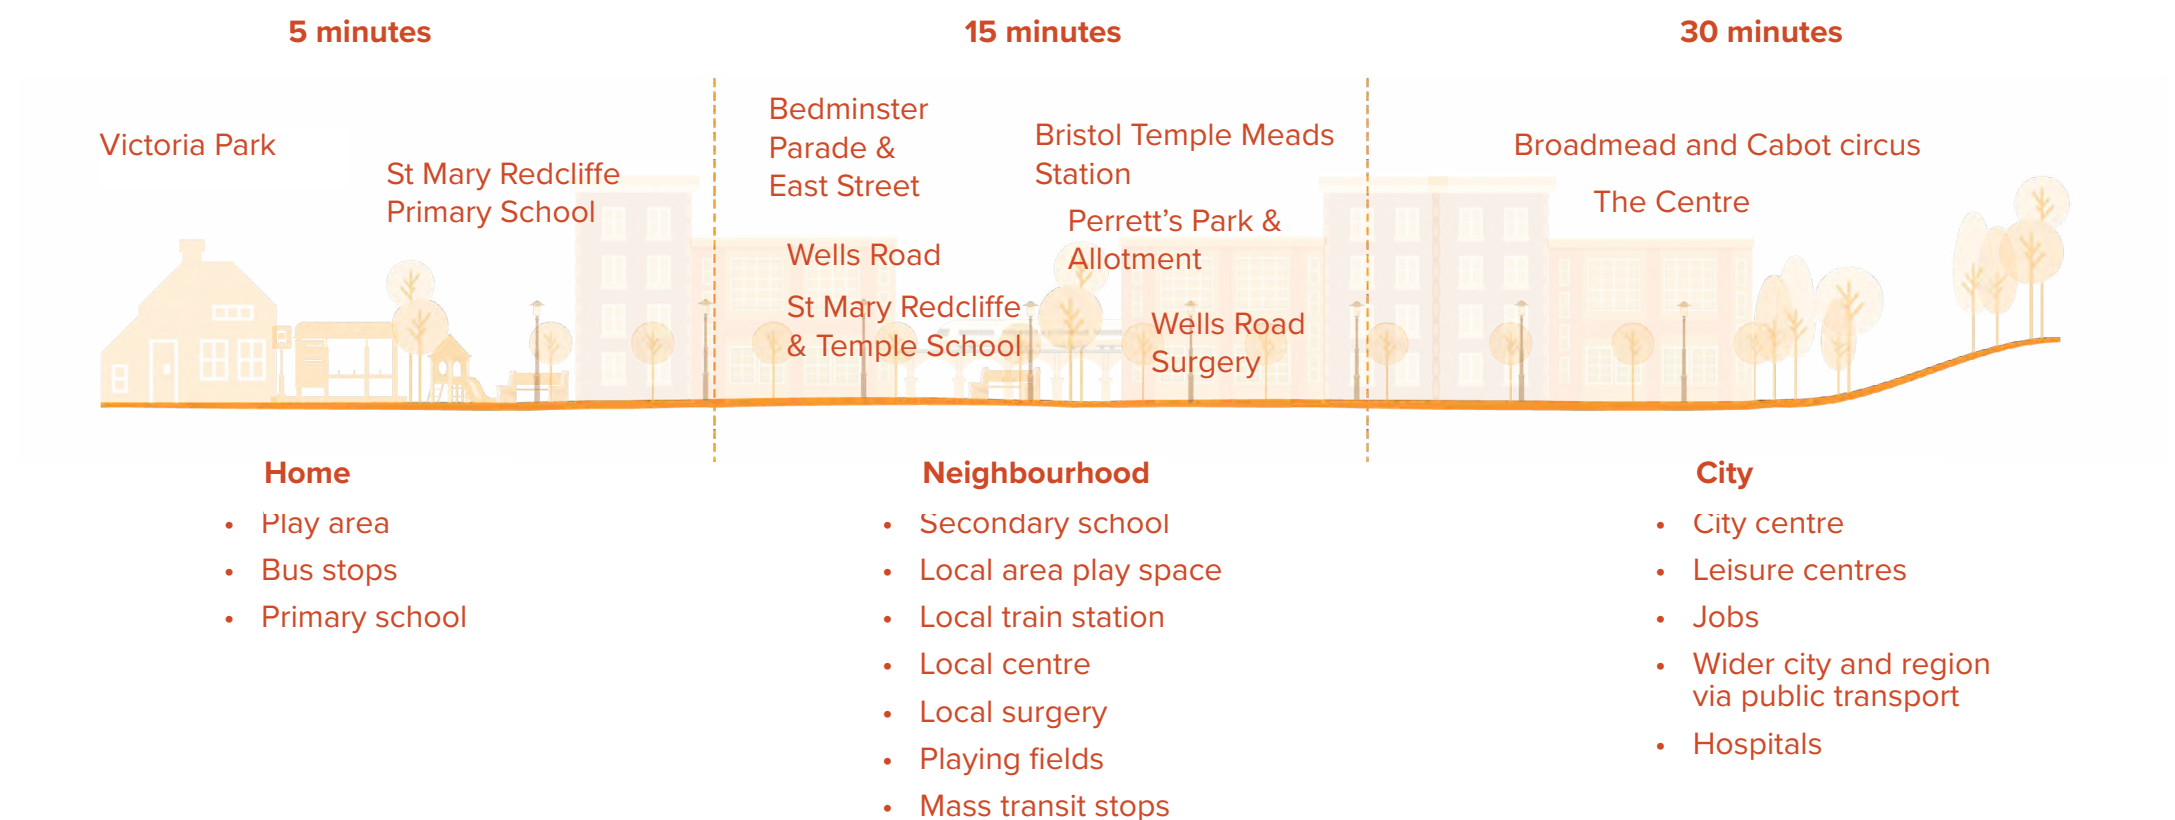 5 minutes
15 minutes
30 minutes
Victoria Park
St Mary Redcliffe
Primary School
Bedminster
Parade &
East Street
Wells Road
St Mary Redcliffe
& Temple School
Bristol Temple Meads
Station
Perrett’s Park &
Allotment
Wells Road
Surgery
Broadmead and Cabot circus
The Centre
Home
• Play area
• Bus stops
• Primary school
Neighbourhood
• Secondary school
• Local area play space
• Local train station
• Local centre
• Local surgery
• Playing fields
• Mass transit stops
City
• City centre
• Leisure centres
• Jobs
• Wider city and region
via public transport
• Hospitals